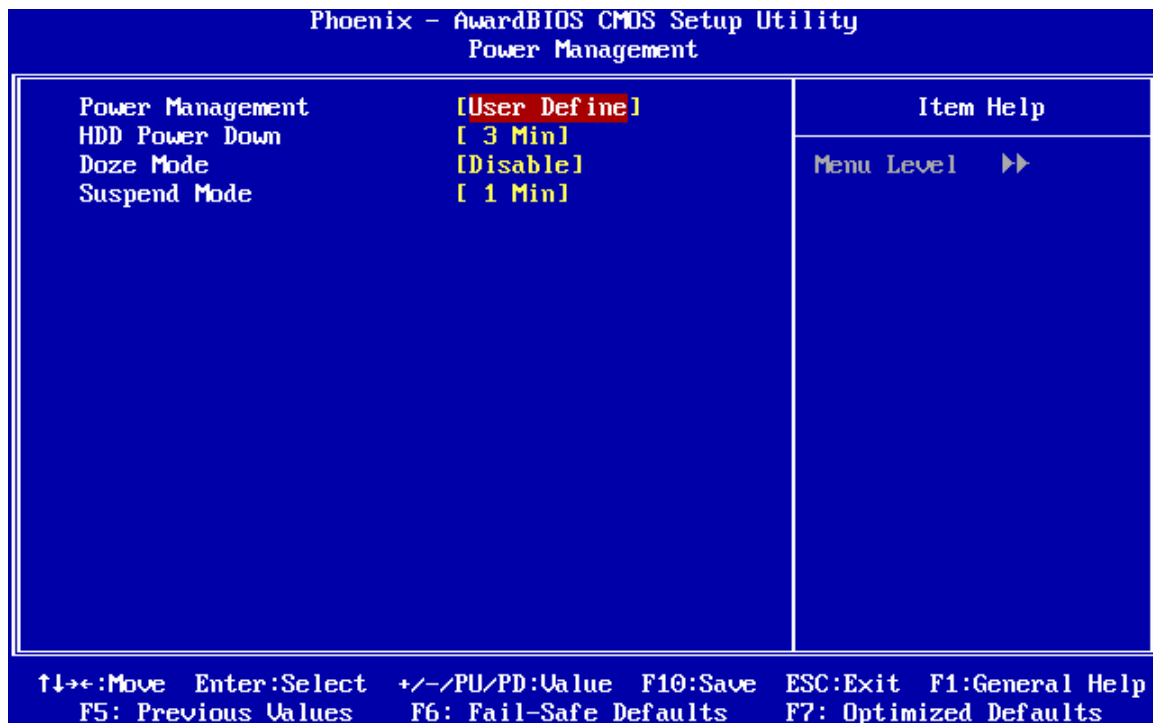 Phoenix - AwardBIOS CMOS Setup Utility
Power Management
Power Management [User Define]
HDD Power Down [ 3 Min]
Doze Mode [Disable]
Suspend Mode [ 1 Min]
Item Help
Menu Level ▶▶
↑↓→←:Move Enter:Select +/-/PU/PD:Value F10:Save ESC:Exit F1:General Help
F5: Previous Values F6: Fail-Safe Defaults F7: Optimized Defaults